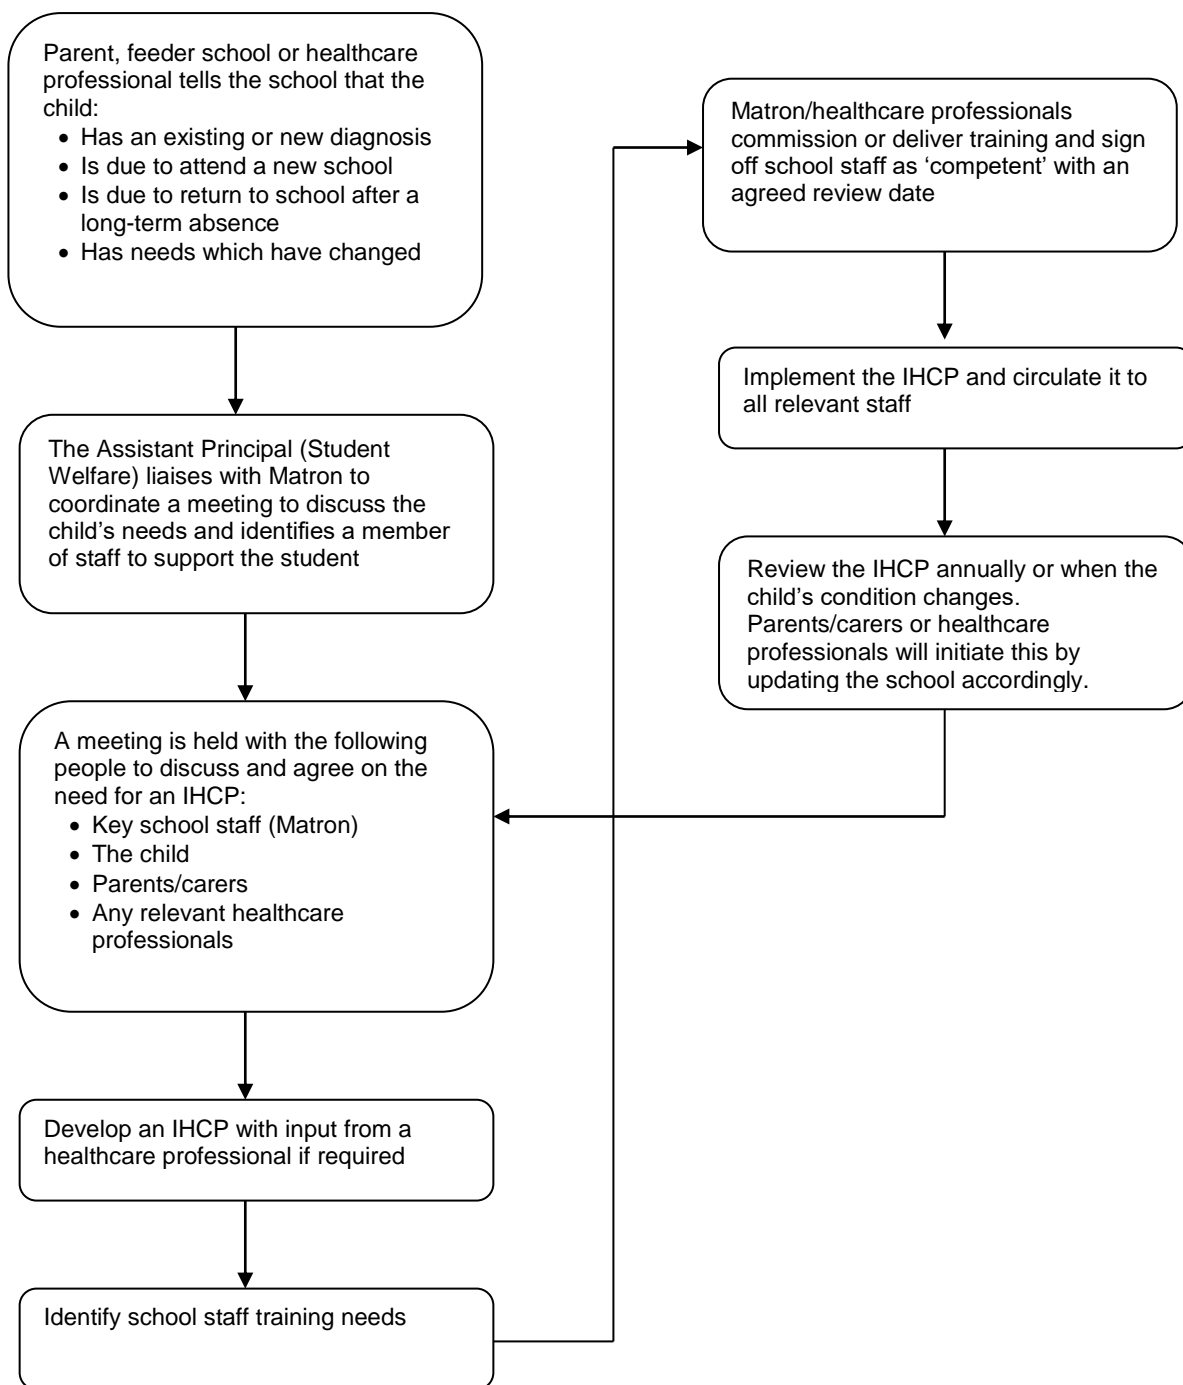 Parent, feeder school or healthcare
professional tells the school that the
child:
• Has an existing or new diagnosis
• Is due to attend a new school
• Is due to return to school after a
long-term absence
• Has needs which have changed
The Assistant Principal (Student
Welfare) liaises with Matron to
coordinate a meeting to discuss the
child’s needs and identifies a member
of staff to support the student
A meeting is held with the following
people to discuss and agree on the
need for an IHCP:
• Key school staff (Matron)
• The child
• Parents/carers
• Any relevant healthcare
professionals
Develop an IHCP with input from a
healthcare professional if required
Identify school staff training needs
Matron/healthcare professionals
commission or deliver training and sign
off school staff as ‘competent’ with an
agreed review date
Implement the IHCP and circulate it to
all relevant staff
Review the IHCP annually or when the
child’s condition changes.
Parents/carers or healthcare
professionals will initiate this by
updating the school accordingly.